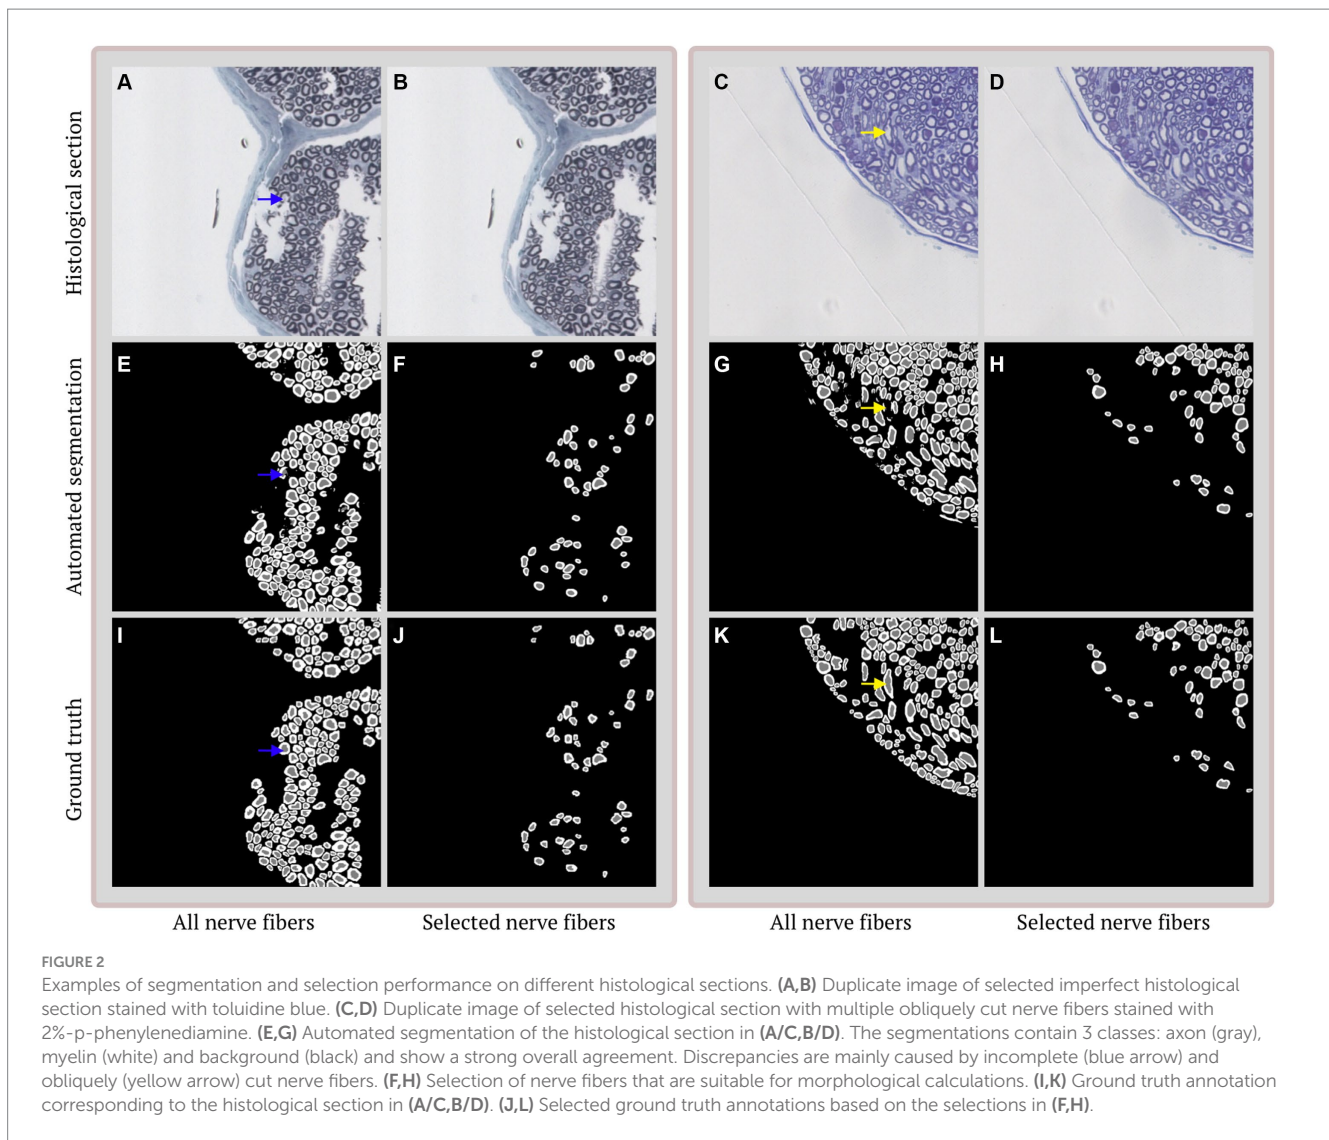 Histological section
A
B
C
D
Automated segmentation
E
F
G
H
Ground truth
I
J
K
L
All nerve fibers
Selected nerve fibers
All nerve fibers
Selected nerve fibers
FIGURE 2
Examples of segmentation and selection performance on different histological sections. (A,B) Duplicate image of selected imperfect histological
section stained with toluidine blue. (C,D) Duplicate image of selected histological section with multiple obliquely cut nerve fibers stained with
2%-p-phenylenediamine. (E,G) Automated segmentation of the histological section in (A/C,B/D). The segmentations contain 3 classes: axon (gray),
myelin (white) and background (black) and show a strong overall agreement. Discrepancies are mainly caused by incomplete (blue arrow) and
obliquely (yellow arrow) cut nerve fibers. (F,H) Selection of nerve fibers that are suitable for morphological calculations. (I,K) Ground truth annotation
corresponding to the histological section in (A/C,B/D). (J,L) Selected ground truth annotations based on the selections in (F,H).